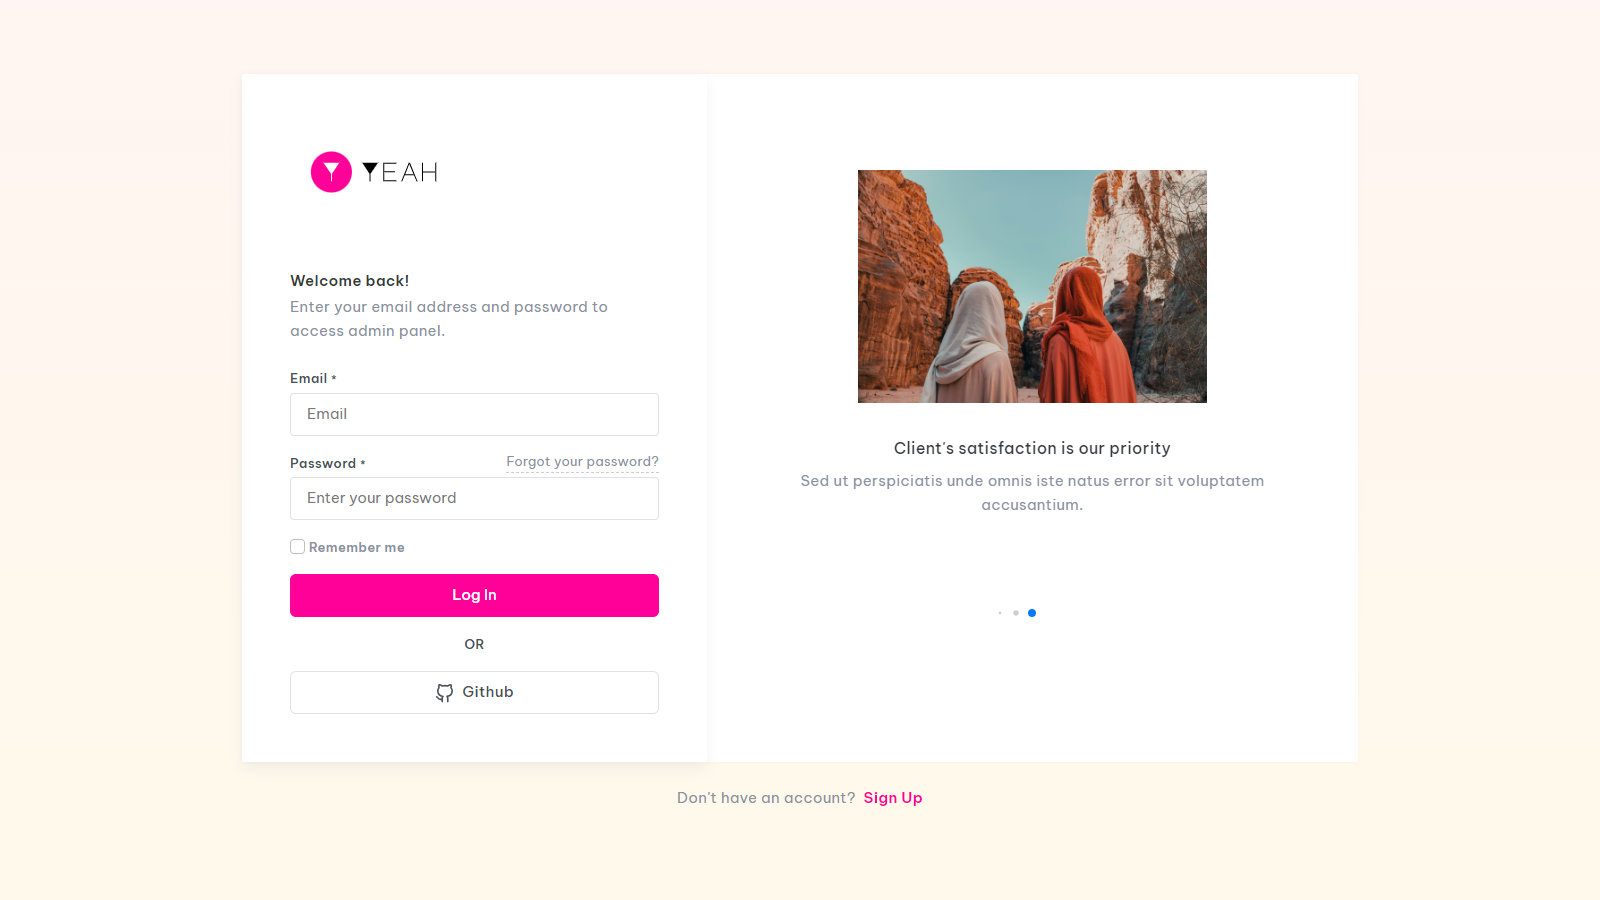 YEAH
Welcome back!
Enter your email address and password to
access admin panel.
Email *
Email
Password *
Forgot your password?
Enter your password
Remember me
Log In
OR
Github
Client's satisfaction is our priority
Sed ut perspiciatis unde omnis iste natus error sit voluptatem
accusantium.
Don't have an account? Sign Up